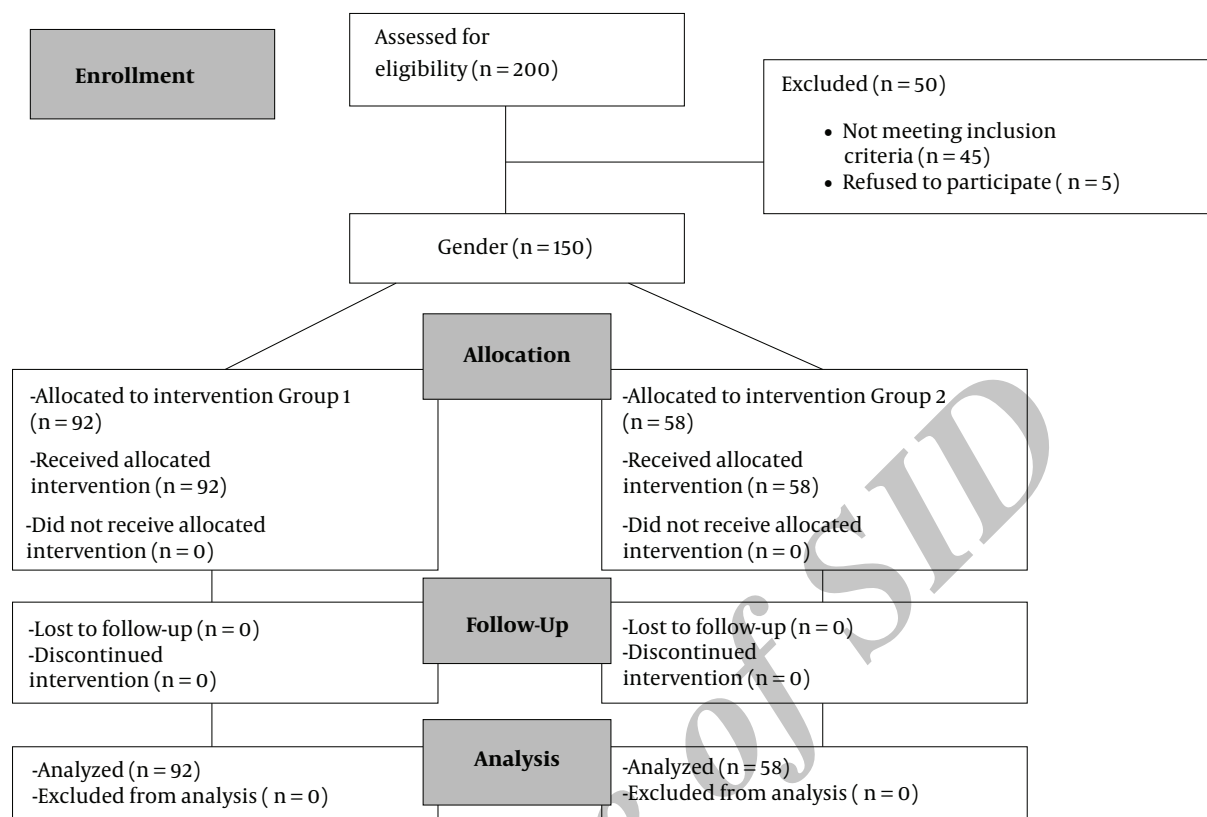 Enrollment
Assessed for
eligibility (n = 200)
Excluded (n = 50)
• Not meeting inclusion
criteria (n = 45)
• Refused to participate ( n = 5)
Gender (n = 150)
Allocation
-Allocated to intervention Group 1
(n = 92)
-Received allocated
intervention (n = 92)
-Did not receive allocated
intervention (n = 0)
-Allocated to intervention Group 2
(n = 58)
-Received allocated
intervention (n = 58)
-Did not receive allocated
intervention (n = 0)
Follow-Up
-Lost to follow-up (n = 0)
-Discontinued
intervention (n = 0)
-Lost to follow-up (n = 0)
-Discontinued
intervention (n = 0)
Analysis
-Analyzed (n = 92)
-Excluded from analysis ( n = 0)
-Analyzed (n = 58)
-Excluded from analysis ( n = 0)
of SID